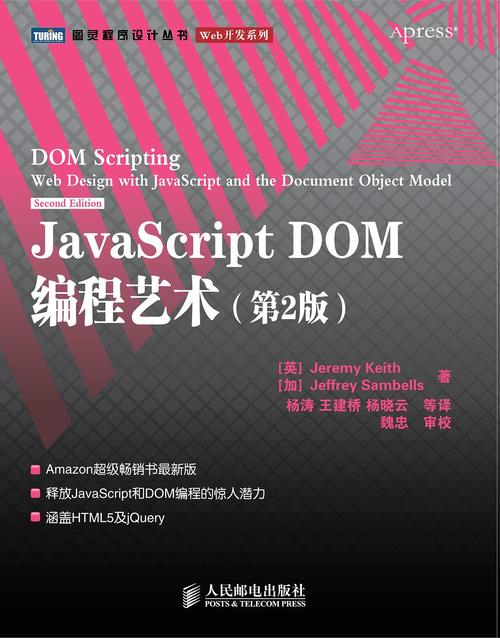 TURING 图灵程序设计丛书 Web开发系列
Apress®
DOM Scripting
Web Design with JavaScript and the Document Object Model
Second Edition
JavaScript DOM
编程艺术（第2版）
[英] Jeremy Keith
[加] Jeffrey Sambells 著
杨涛 王建桥 杨晓云 等译
魏忠 审校
Amazon超级畅销书最新版
释放JavaScript和DOM编程的惊人潜力
涵盖HTML5及jQuery
人民邮电出版社
POSTS & TELECOM PRESS